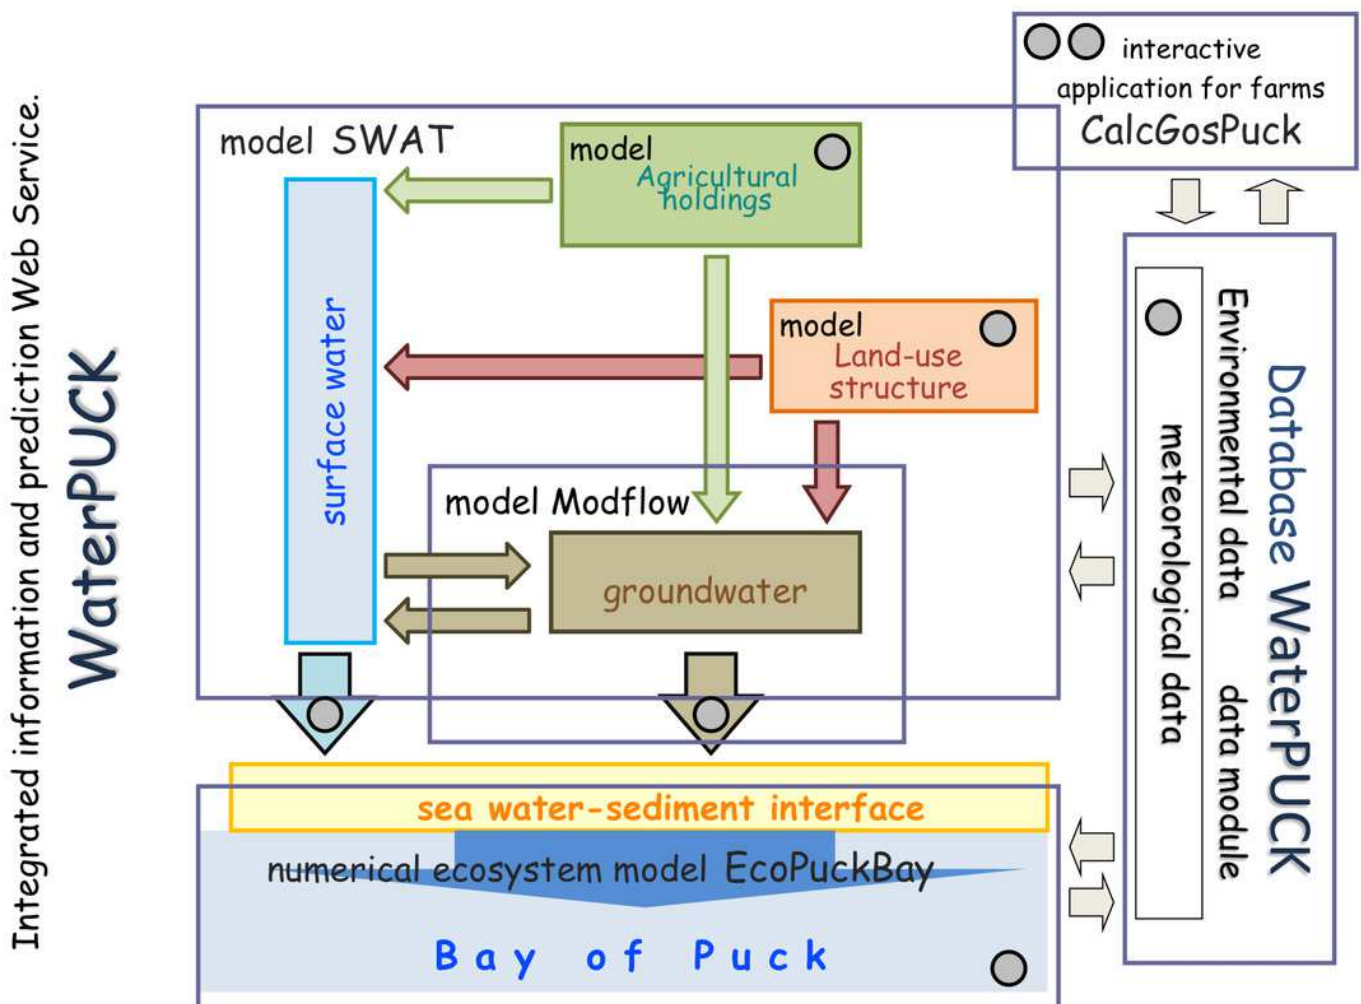 Integrated information and prediction Web Service.
WaterPUCK
model SWAT
model
Agricultural
holdings
surface water
model
Land-use
structure
model Modflow
groundwater
sea water-sediment interface
numerical ecosystem model EcoPuckBay
Bay of Puck
interactive
application for farms
CalcGosPuck
meteorological data
Environmental data data module
Database WaterPUCK